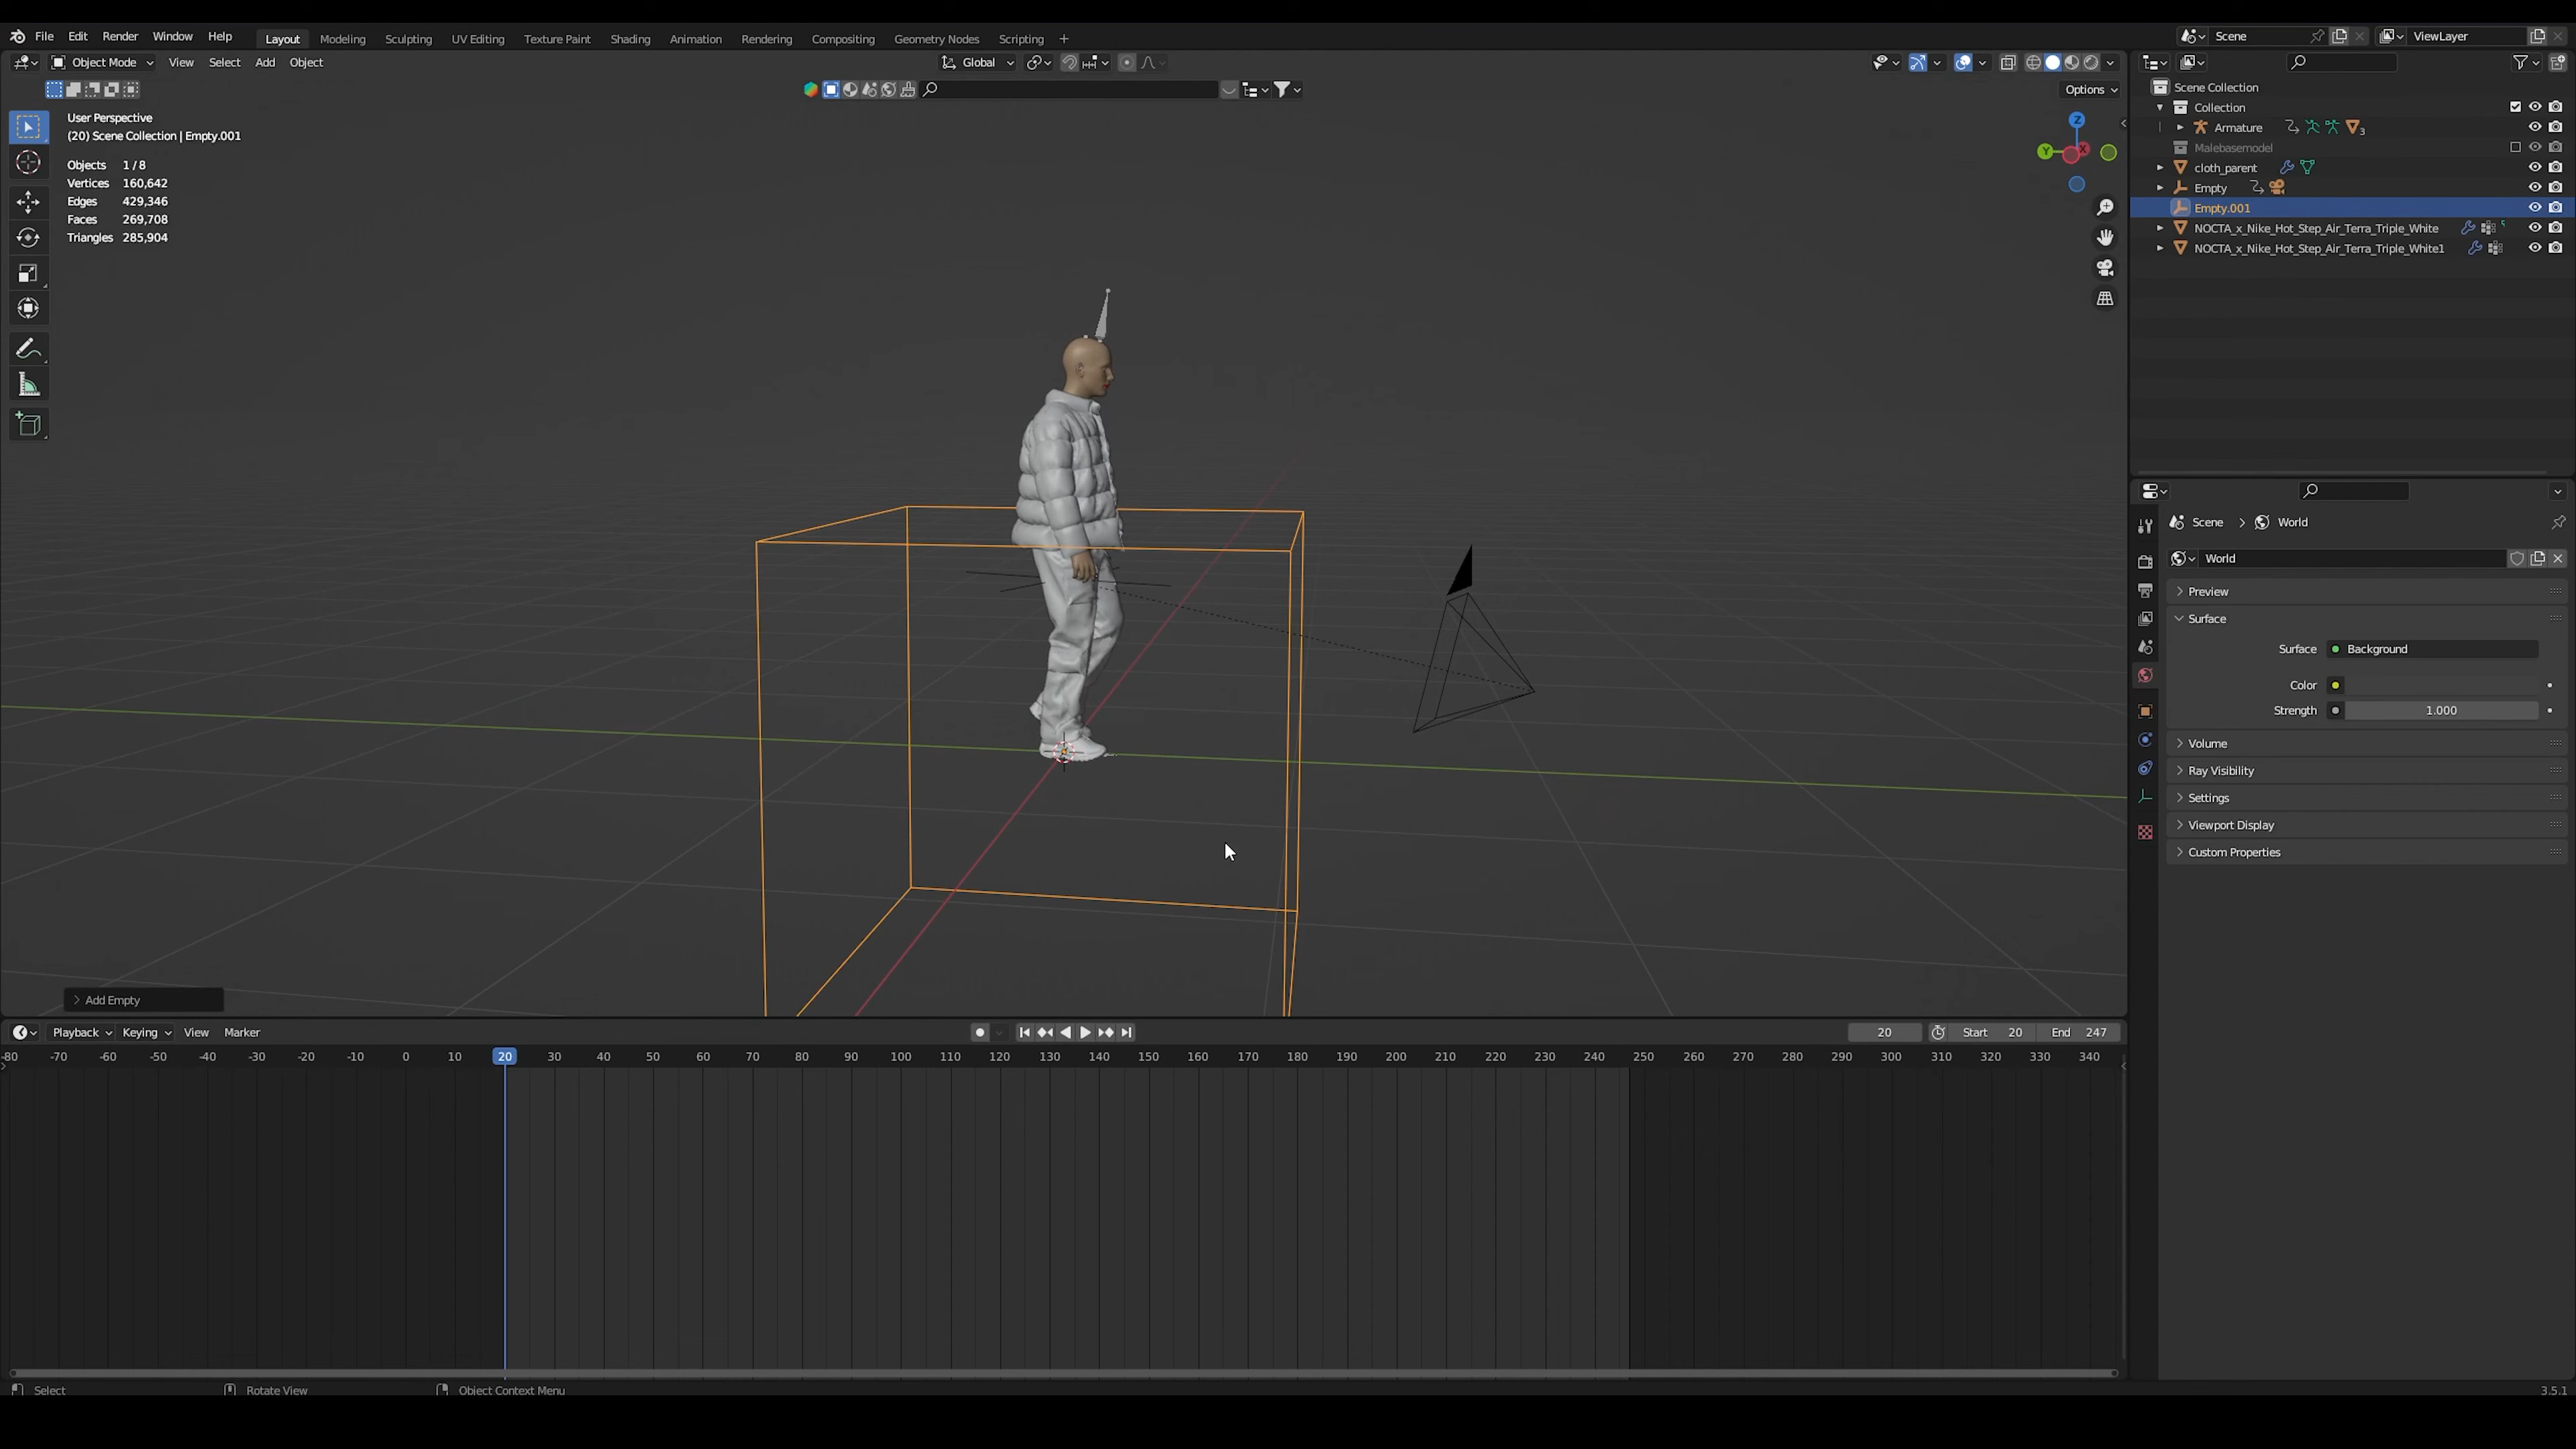 File Edit Render Window Help Layout Modeling Sculpting UV Editing Texture Paint Shading Animation Rendering Compositing Geometry Nodes Scripting + Scene ViewLayer
Object Mode View Select Add Object Global
Options
User Perspective
(20) Scene Collection | Empty.001
Objects 1 / 8
Vertices 160,642
Edges 429,346
Faces 269,708
Triangles 285,904
Z
Y
X
Add Empty
Scene Collection
Collection
Armature 3
Malebasemodel
cloth_parent
Empty
Empty.001
NOCTA_x_Nike_Hot_Step_Air_Terra_Triple_White
NOCTA_x_Nike_Hot_Step_Air_Terra_Triple_White1
Scene > World
World
Preview
Surface
Surface Background
Color
Strength 1.000
Volume
Ray Visibility
Settings
Viewport Display
Custom Properties
Playback Keying View Marker 20 Start 20 End 247
-80 -70 -60 -50 -40 -30 -20 -10 0 10 20 30 40 50 60 70 80 90 100 110 120 130 140 150 160 170 180 190 200 210 220 230 240 250 260 270 280 290 300 310 320 330 340
Select Rotate View Object Context Menu 3.5.1